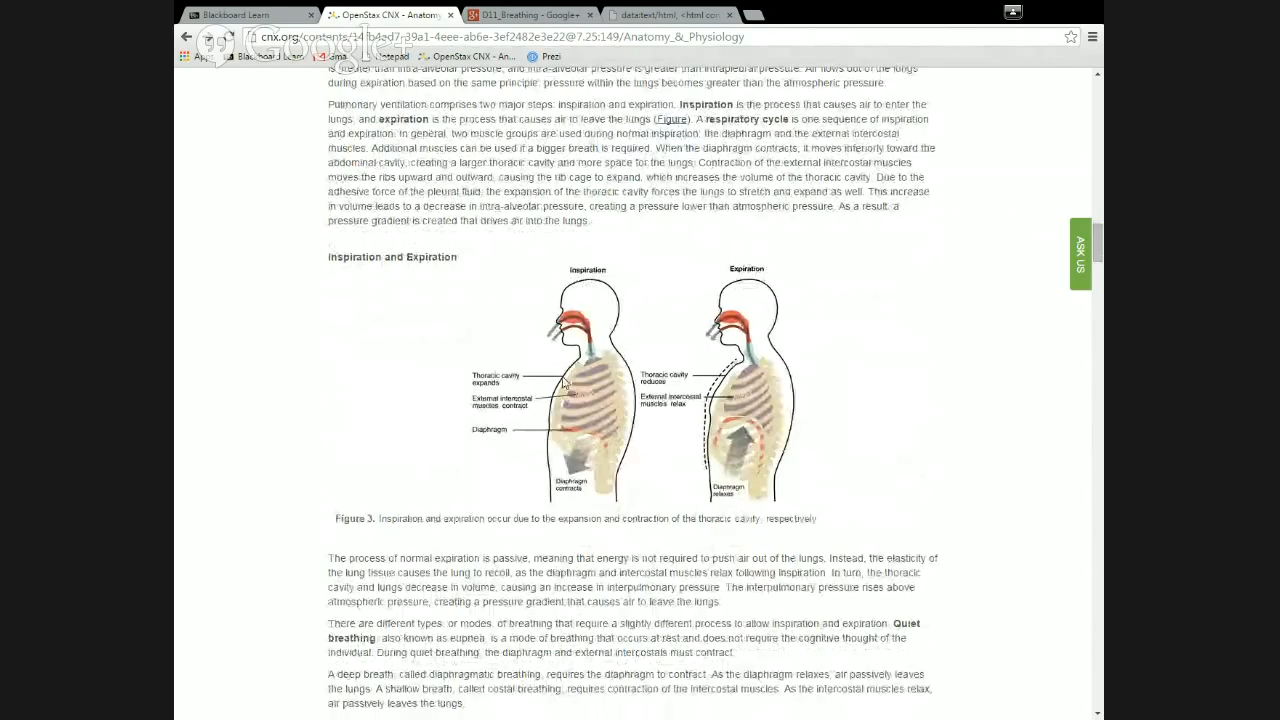 Blackboard Learn
OpenStax CNX - Anatomy
D11_Breathing - Google+
data:text/html, <html con
Google+
cnx.org/contents/14fb4ad7-39a1-4eee-ab6e-3ef2482e3e22@7.25:149/Anatomy_&_Physiology
Blackboard Learn
Notepad
OpenStax CNX - An...
Prezi
is greater than intra-alveolar pressure, and intra-alveolar pressure is greater than intrapleural pressure. Air flows out of the lungs
during expiration based on the same principle; pressure within the lungs becomes greater than the atmospheric pressure.
Pulmonary ventilation comprises two major steps: inspiration and expiration. Inspiration is the process that causes air to enter the
lungs, and expiration is the process that causes air to leave the lungs (Figure). A respiratory cycle is one sequence of inspiration
and expiration. In general, two muscle groups are used during normal inspiration: the diaphragm and the external intercostal
muscles. Additional muscles can be used if a bigger breath is required. When the diaphragm contracts, it moves inferiorly toward the
abdominal cavity, creating a larger thoracic cavity and more space for the lungs. Contraction of the external intercostal muscles
moves the ribs upward and outward, causing the rib cage to expand, which increases the volume of the thoracic cavity. Due to the
adhesive force of the pleural fluid, the expansion of the thoracic cavity forces the lungs to stretch and expand as well. This increase
in volume leads to a decrease in intra-alveolar pressure, creating a pressure lower than atmospheric pressure. As a result, a
pressure gradient is created that drives air into the lungs.
Inspiration and Expiration
Inspiration
Expiration
Thoracic cavity
expands
External intercostal
muscles contract
Diaphragm
Diaphragm
contracts
Thoracic cavity
reduces
External intercostal
muscles relax
Diaphragm
relaxes
ASK US
Figure 3. Inspiration and expiration occur due to the expansion and contraction of the thoracic cavity, respectively
The process of normal expiration is passive, meaning that energy is not required to push air out of the lungs. Instead, the elasticity of
the lung tissue causes the lung to recoil, as the diaphragm and intercostal muscles relax following inspiration. In turn, the thoracic
cavity and lungs decrease in volume, causing an increase in interpulmonary pressure. The interpulmonary pressure rises above
atmospheric pressure, creating a pressure gradient that causes air to leave the lungs.
There are different types, or modes, of breathing that require a slightly different process to allow inspiration and expiration. Quiet
breathing, also known as eupnea, is a mode of breathing that occurs at rest and does not require the cognitive thought of the
individual. During quiet breathing, the diaphragm and external intercostals must contract.
A deep breath, called diaphragmatic breathing, requires the diaphragm to contract. As the diaphragm relaxes, air passively leaves
the lungs. A shallow breath, called costal breathing, requires contraction of the intercostal muscles. As the intercostal muscles relax,
air passively leaves the lungs.